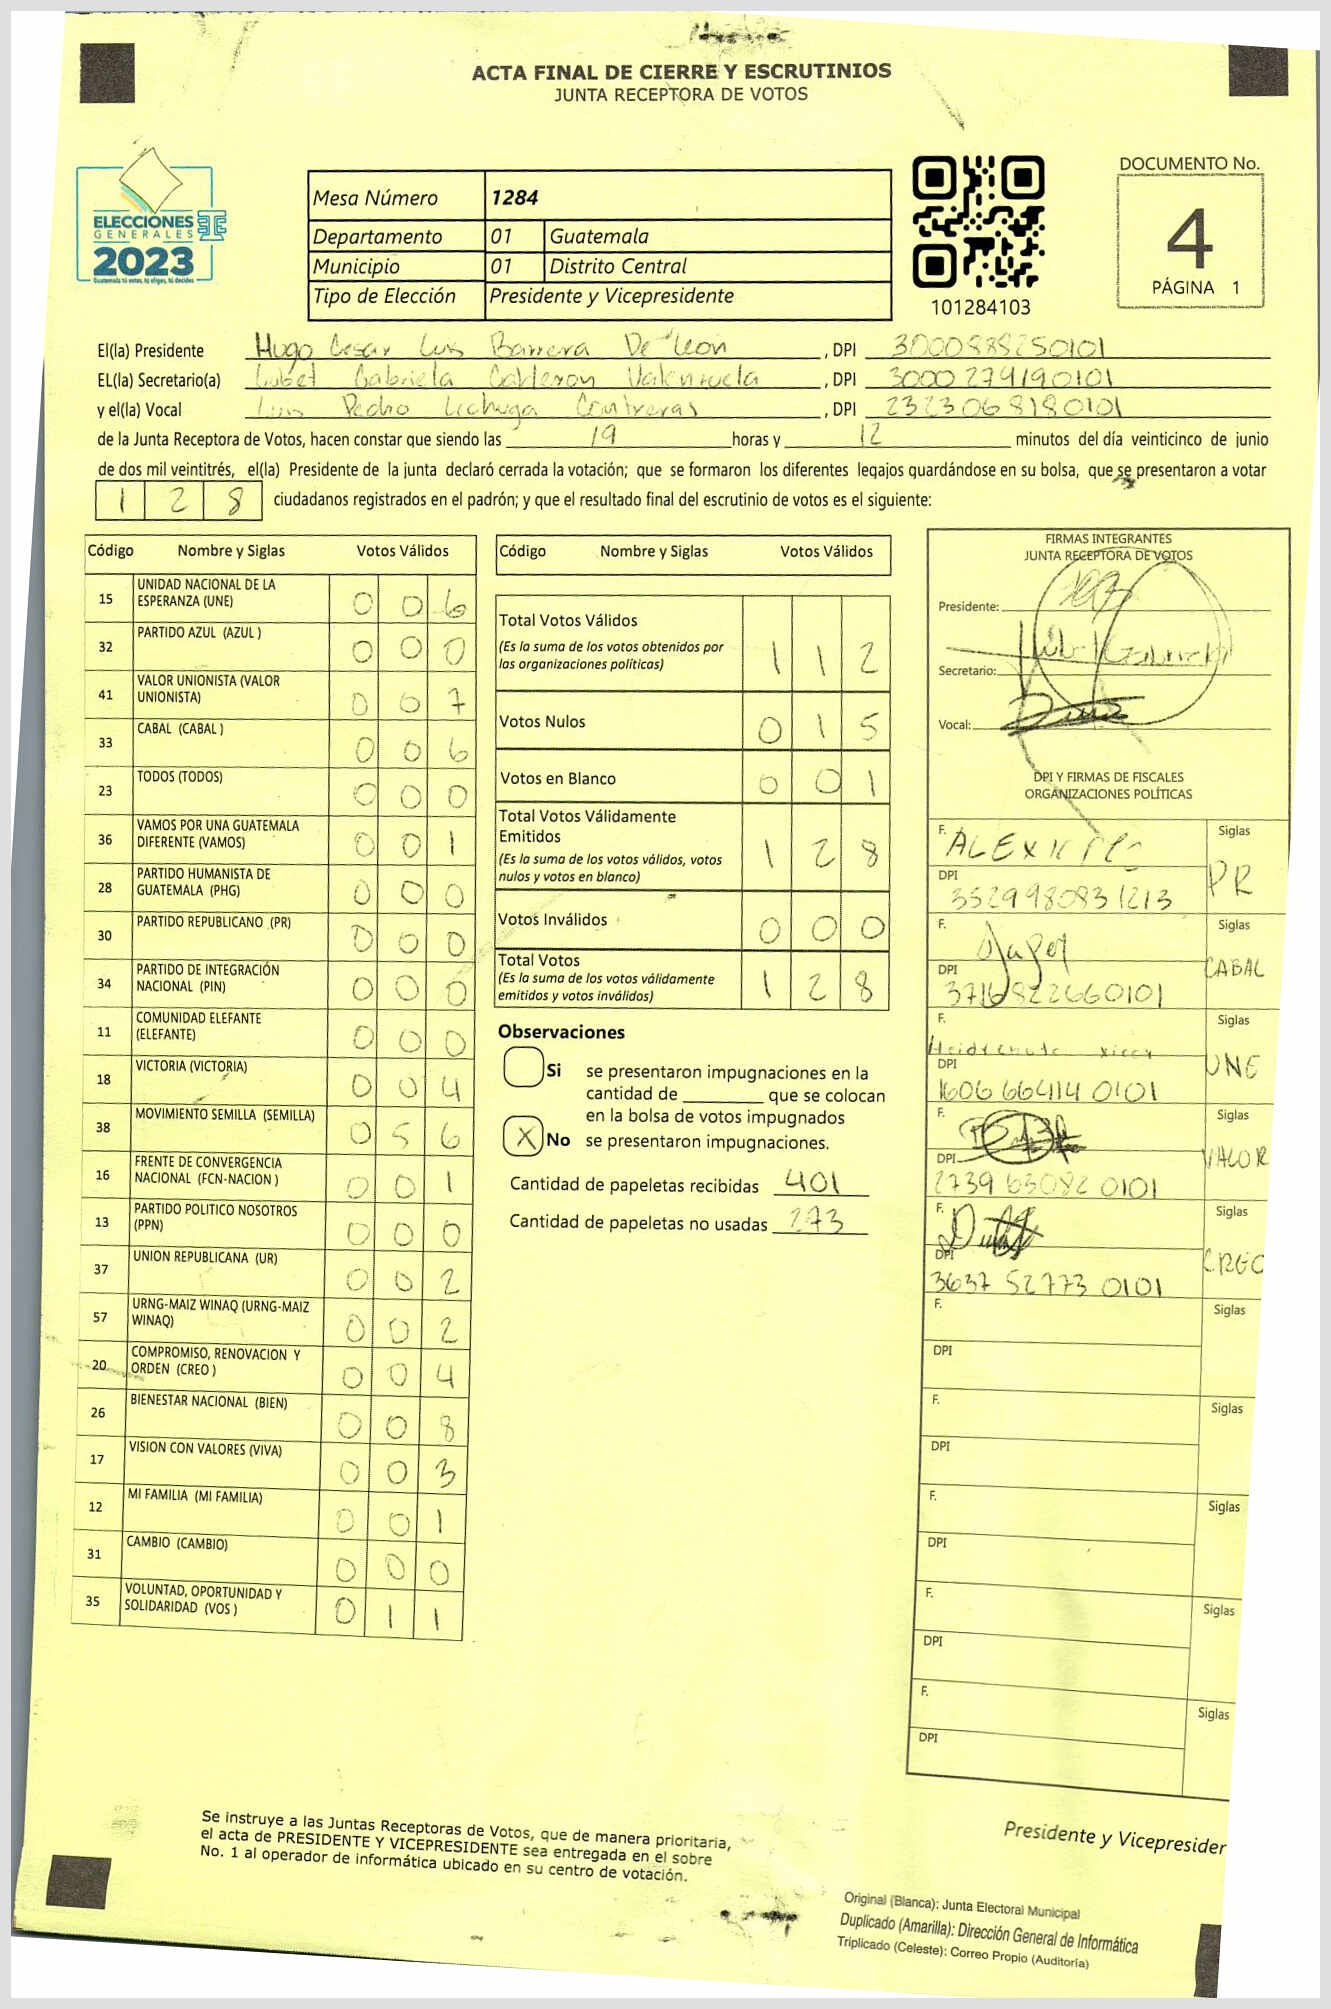 ACTA FINAL DE CIERRE Y ESCRUTINIOS
JUNTA RECEPTORA DE VOTOS
ELECCIONES
GENERALES
2023
Guatemala tú votas, tú eliges, tú decides
Mesa Número 1284
Departamento 01 Guatemala
Municipio 01 Distrito Central
Tipo de Elección Presidente y Vicepresidente
101284103
DOCUMENTO No.
4
PÁGINA 1
El(la) Presidente Hugo Cesar Luis Barrera De León , DPI 3000888250101
EL(la) Secretario(a) Gabriela Calderon Valenzuela , DPI 3000279190101
y el(la) Vocal Luis Pedro Lichuga Contreras , DPI 2323068180101
de la Junta Receptora de Votos, hacen constar que siendo las 19 horas y 12 minutos del día veinticinco de junio
de dos mil veintitrés, el(la) Presidente de la junta declaró cerrada la votación; que se formaron los diferentes legajos guardándose en su bolsa, que se presentaron a votar
1 2 8 ciudadanos registrados en el padrón; y que el resultado final del escrutinio de votos es el siguiente:
Código Nombre y Siglas Votos Válidos
15 UNIDAD NACIONAL DE LA ESPERANZA (UNE) 0 0 6
32 PARTIDO AZUL (AZUL ) 0 0 0
41 VALOR UNIONISTA (VALOR UNIONISTA) 0 0 7
33 CABAL (CABAL ) 0 0 6
23 TODOS (TODOS) 0 0 0
36 VAMOS POR UNA GUATEMALA DIFERENTE (VAMOS) 0 0 1
28 PARTIDO HUMANISTA DE GUATEMALA (PHG) 0 0 0
30 PARTIDO REPUBLICANO (PR) 0 0 0
34 PARTIDO DE INTEGRACIÓN NACIONAL (PIN) 0 0 0
11 COMUNIDAD ELEFANTE (ELEFANTE) 0 0 0
18 VICTORIA (VICTORIA) 0 0 4
38 MOVIMIENTO SEMILLA (SEMILLA) 0 5 6
16 FRENTE DE CONVERGENCIA NACIONAL (FCN-NACION ) 0 0 1
13 PARTIDO POLITICO NOSOTROS (PPN) 0 0 0
37 UNION REPUBLICANA (UR) 0 0 2
57 URNG-MAIZ WINAQ (URNG-MAIZ WINAQ) 0 0 2
20 COMPROMISO, RENOVACION Y ORDEN (CREO ) 0 0 4
26 BIENESTAR NACIONAL (BIEN) 0 0 8
17 VISION CON VALORES (VIVA) 0 0 3
12 MI FAMILIA (MI FAMILIA) 0 0 1
31 CAMBIO (CAMBIO) 0 0 0
35 VOLUNTAD, OPORTUNIDAD Y SOLIDARIDAD (VOS ) 0 1 1
Código Nombre y Siglas Votos Válidos
Total Votos Válidos 1 1 2
(Es la suma de los votos obtenidos por
las organizaciones políticas)
Votos Nulos 0 1 5
Votos en Blanco 0 0 1
Total Votos Válidamente
Emitidos 1 2 8
(Es la suma de los votos válidos, votos
nulos y votos en blanco)
Votos Inválidos 0 0 0
Total Votos 1 2 8
(Es la suma de los votos válidamente
emitidos y votos inválidos)
Observaciones
Si se presentaron impugnaciones en la
cantidad de ________ que se colocan
en la bolsa de votos impugnados
X No se presentaron impugnaciones.
Cantidad de papeletas recibidas 401
Cantidad de papeletas no usadas 273
FIRMAS INTEGRANTES
JUNTA RECEPTORA DE VOTOS
Presidente:
Secretario:
Vocal:
DPI Y FIRMAS DE FISCALES
ORGANIZACIONES POLÍTICAS
F. Siglas
DPI 3529980831213 PR
F. Siglas
DPI 3716822660101 CABAL
F. Siglas
DPI 1606664140101 UNE
F. Siglas
DPI 2739630820101 VALOR
F. Siglas
DPI 3637527730101 CREO
F. Siglas
DPI
F. Siglas
DPI
F. Siglas
DPI
F. Siglas
DPI
F. Siglas
DPI
Se instruye a las Juntas Receptoras de Votos, que de manera prioritaria,
el acta de PRESIDENTE Y VICEPRESIDENTE sea entregada en el sobre
No. 1 al operador de informática ubicado en su centro de votación.
Presidente y Vicepresider
Original (Blanca): Junta Electoral Municipal
Duplicado (Amarilla): Dirección General de Informática
Triplicado (Celeste): Correo Propio (Auditoría)